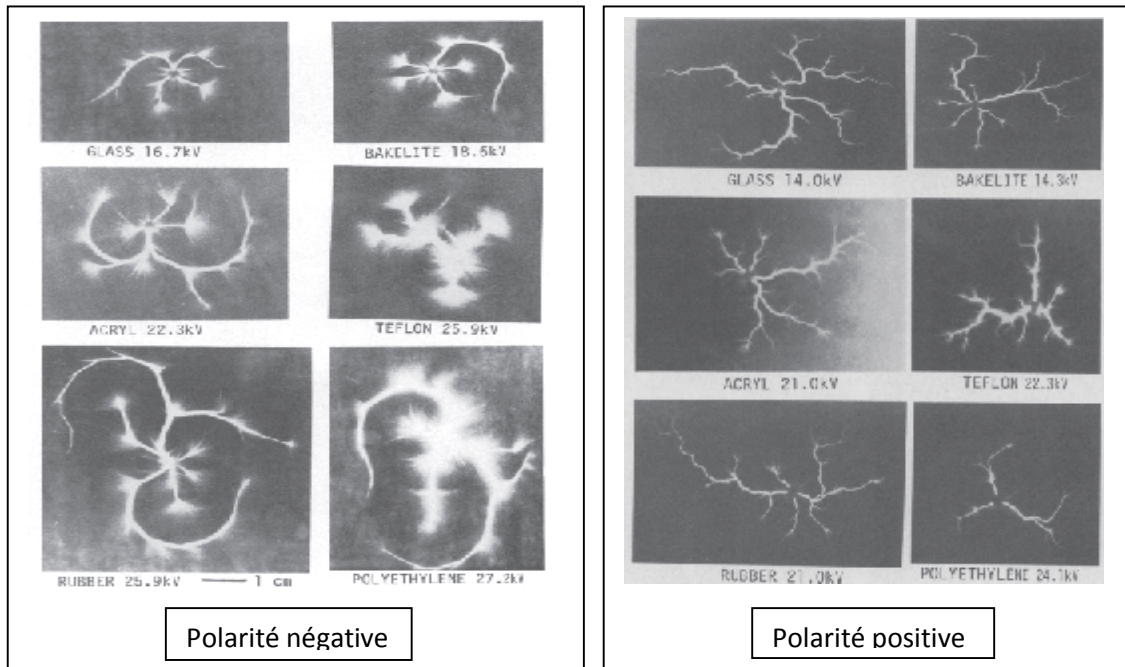 GLASS 16.7kV
BAKELITE 18.5kV
ACRYL 22.3kV
TEFLON 25.9kV
RUBBER 25.9kV
1 cm
POLYETHYLENE 27.2kV
Polarité négative
GLASS 14.0kV
BAKELITE 14.3kV
ACRYL 21.0kV
TEFLON 22.3kV
RUBBER 21.0kV
POLYETHYLENE 24.1kV
Polarité positive